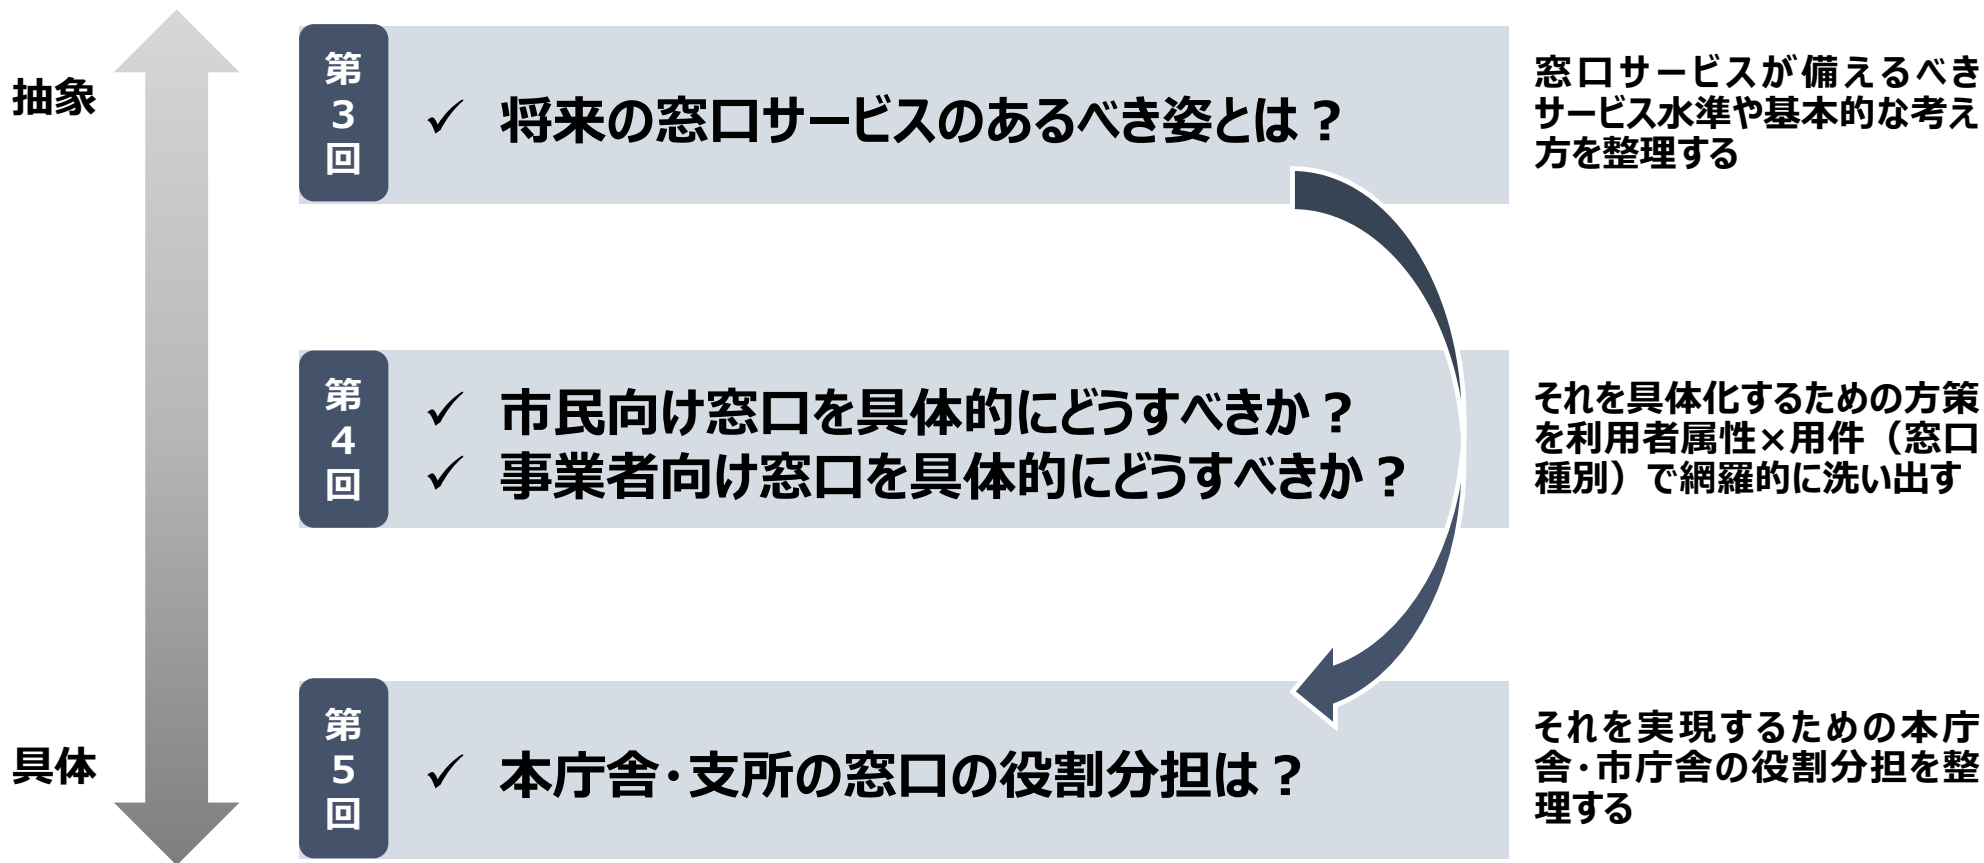 抽象
第3回
✓ 将来の窓口サービスのあるべき姿とは？
窓口サービスが備えるべき
サービス水準や基本的な考え
方を整理する
第4回
✓ 市民向け窓口を具体的にどうすべきか？
✓ 事業者向け窓口を具体的にどうすべきか？
それを具体化するための方策
を利用者属性×用件（窓口
種別）で網羅的に洗い出す
具体
第5回
✓ 本庁舎・支所の窓口の役割分担は？
それを実現するための本庁
舎・市庁舎の役割分担を整
理する